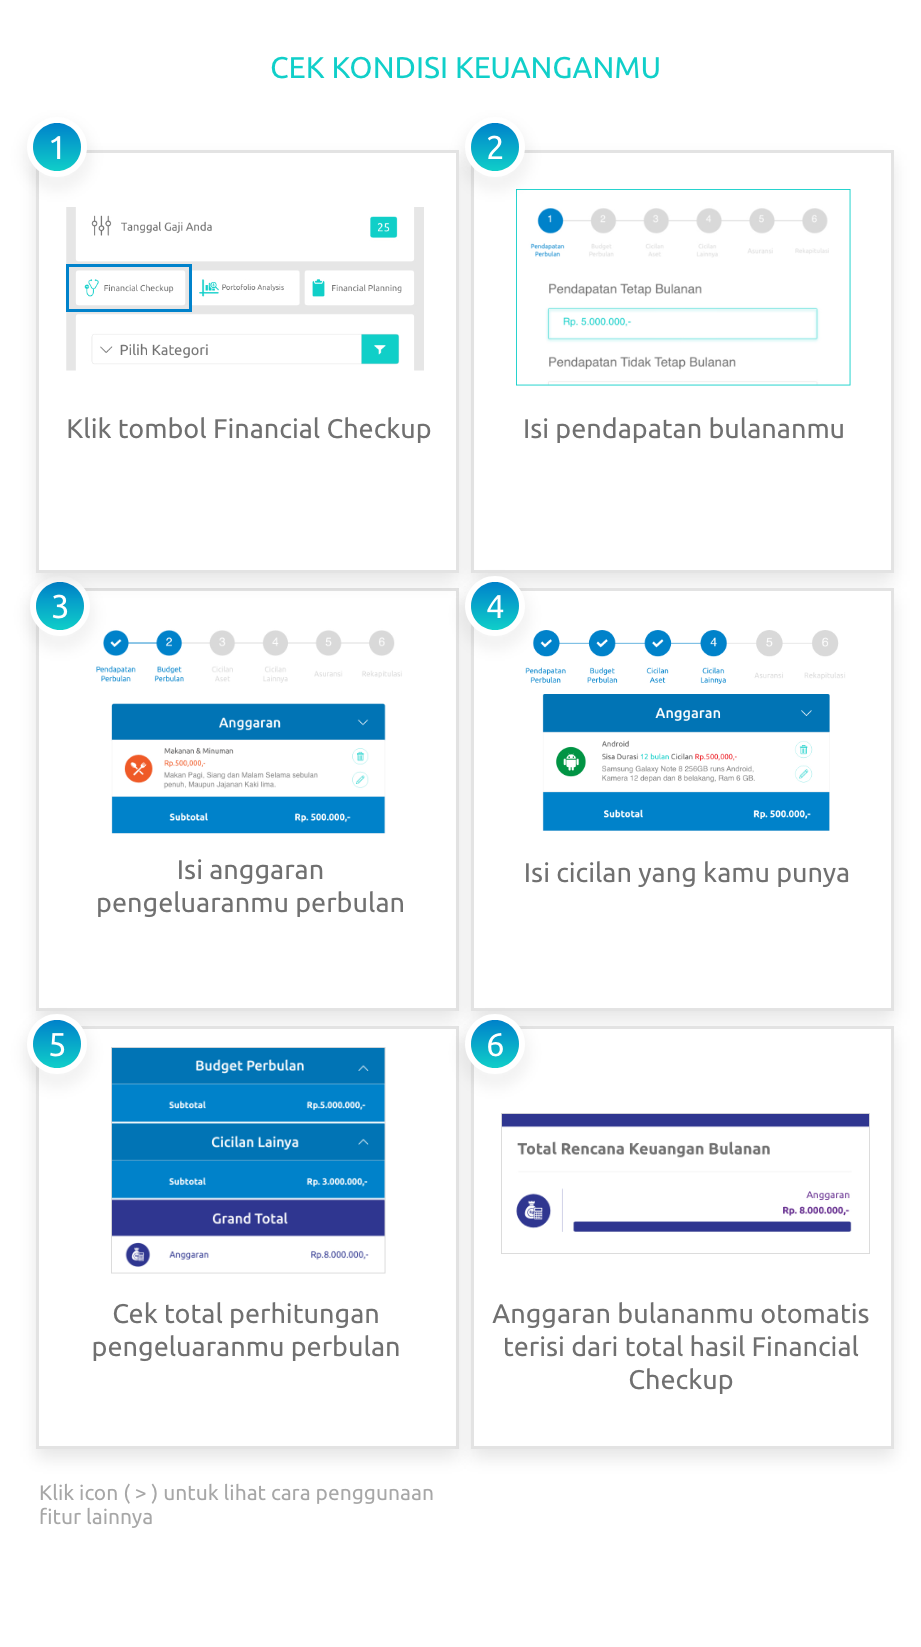 CEK KONDISI KEUANGANMU
1
Tanggal Gaji Anda
25
Financial Checkup
Portofolio Analysis
Financial Planning
Pilih Kategori
Klik tombol Financial Checkup
2
1 2 3 4 5 6
Pendapatan Perbulan
Budget Perbulan
Cicilan Aset
Cicilan Lainnya
Asuransi
Rekapitulasi
Pendapatan Tetap Bulanan
Rp. 5.000.000,-
Pendapatan Tidak Tetap Bulanan
Isi pendapatan bulananmu
3
2 3 4 5 6
Pendapatan Perbulan
Budget Perbulan
Cicilan Aset
Cicilan Lainnya
Asuransi
Rekapitulasi
Anggaran
Makanan & Minuman
Rp.500,000,-
Makan Pagi, Siang dan Malam Selama sebulan
penuh, Maupun Jajanan Kaki lima.
Subtotal Rp. 500.000,-
Isi anggaran
pengeluaranmu perbulan
4
4 5 6
Pendapatan Perbulan
Budget Perbulan
Cicilan Aset
Cicilan Lainnya
Asuransi
Rekapitulasi
Anggaran
Android
Sisa Durasi 12 bulan Cicilan Rp.500,000,-
Samsung Galaxy Note 8 256GB runs Android,
Kamera 12 depan dan 8 belakang, Ram 6 GB.
Subtotal Rp. 500.000,-
Isi cicilan yang kamu punya
5
Budget Perbulan
Subtotal Rp.5.000.000,-
Cicilan Lainya
Subtotal Rp. 3.000.000,-
Grand Total
Anggaran Rp.8.000.000,-
Cek total perhitungan
pengeluaranmu perbulan
6
Total Rencana Keuangan Bulanan
Anggaran
Rp. 8.000.000,-
Anggaran bulananmu otomatis
terisi dari total hasil Financial
Checkup
Klik icon ( > ) untuk lihat cara penggunaan
fitur lainnya